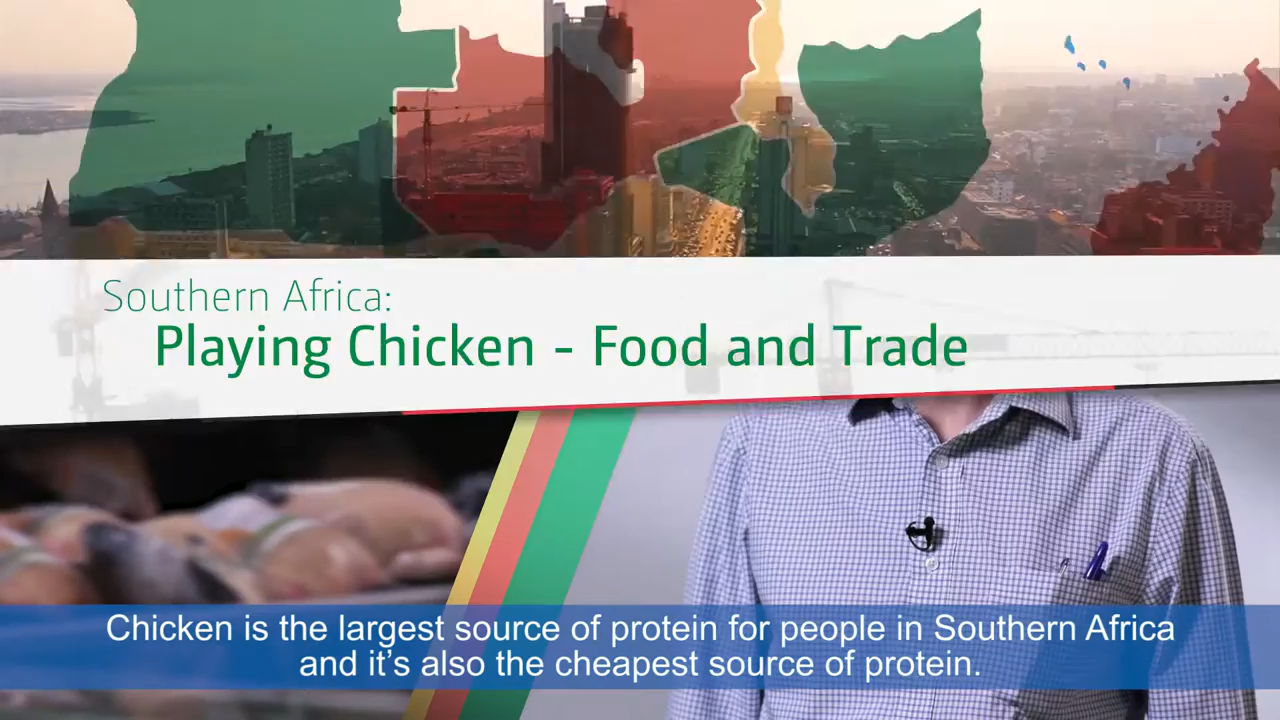 Southern Africa:
Playing Chicken - Food and Trade
Chicken is the largest source of protein for people in Southern Africa
and it’s also the cheapest source of protein.